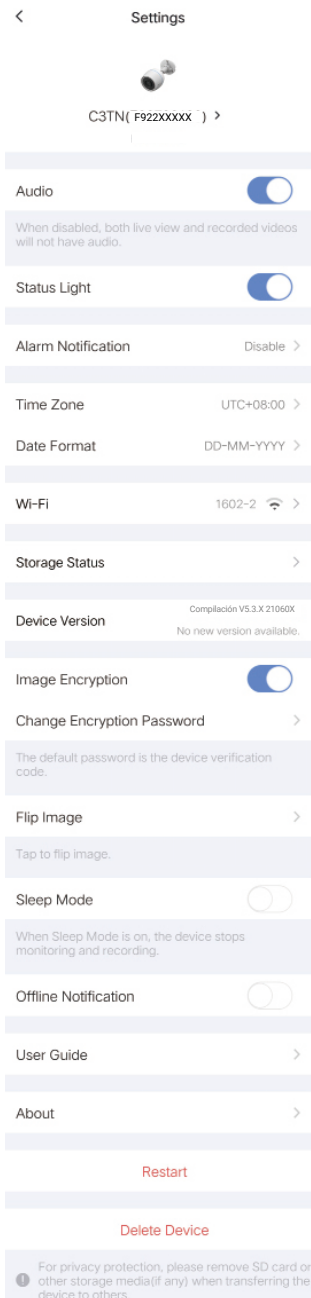 Settings
C3TN( F922XXXXX )
Audio
When disabled, both live view and recorded videos
will not have audio.
Status Light
Alarm Notification Disable
Time Zone UTC+08:00
Date Format DD-MM-YYYY
Wi-Fi 1602-2
Storage Status
Compilación V5.3.X 21060X
Device Version
No new version available.
Image Encryption
Change Encryption Password
The default password is the device verification
code.
Flip Image
Tap to flip image.
Sleep Mode
When Sleep Mode is on, the device stops
monitoring and recording.
Offline Notification
User Guide
About
Restart
Delete Device
For privacy protection, please remove SD card or
other storage media(if any) when transferring the
device to others.